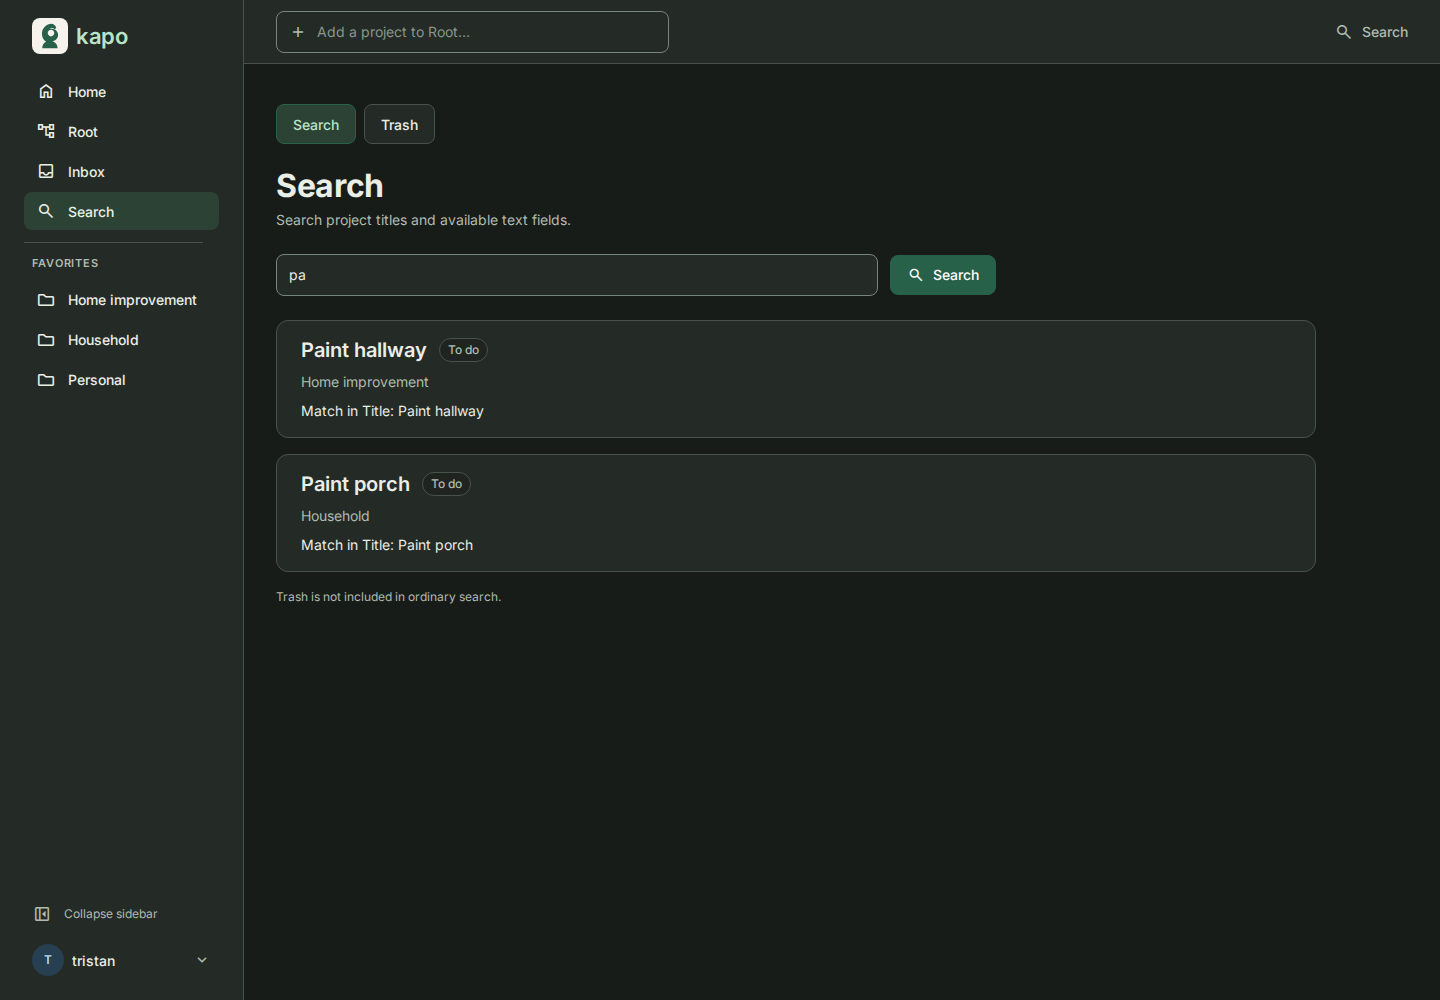 kapo
Home
Root
Inbox
Search
FAVORITES
Home improvement
Household
Personal
Collapse sidebar
T
tristan
Add a project to Root...
Search
Search
Trash
Search
Search project titles and available text fields.
pa
Search
Paint hallway
To do
Home improvement
Match in Title: Paint hallway
Paint porch
To do
Household
Match in Title: Paint porch
Trash is not included in ordinary search.